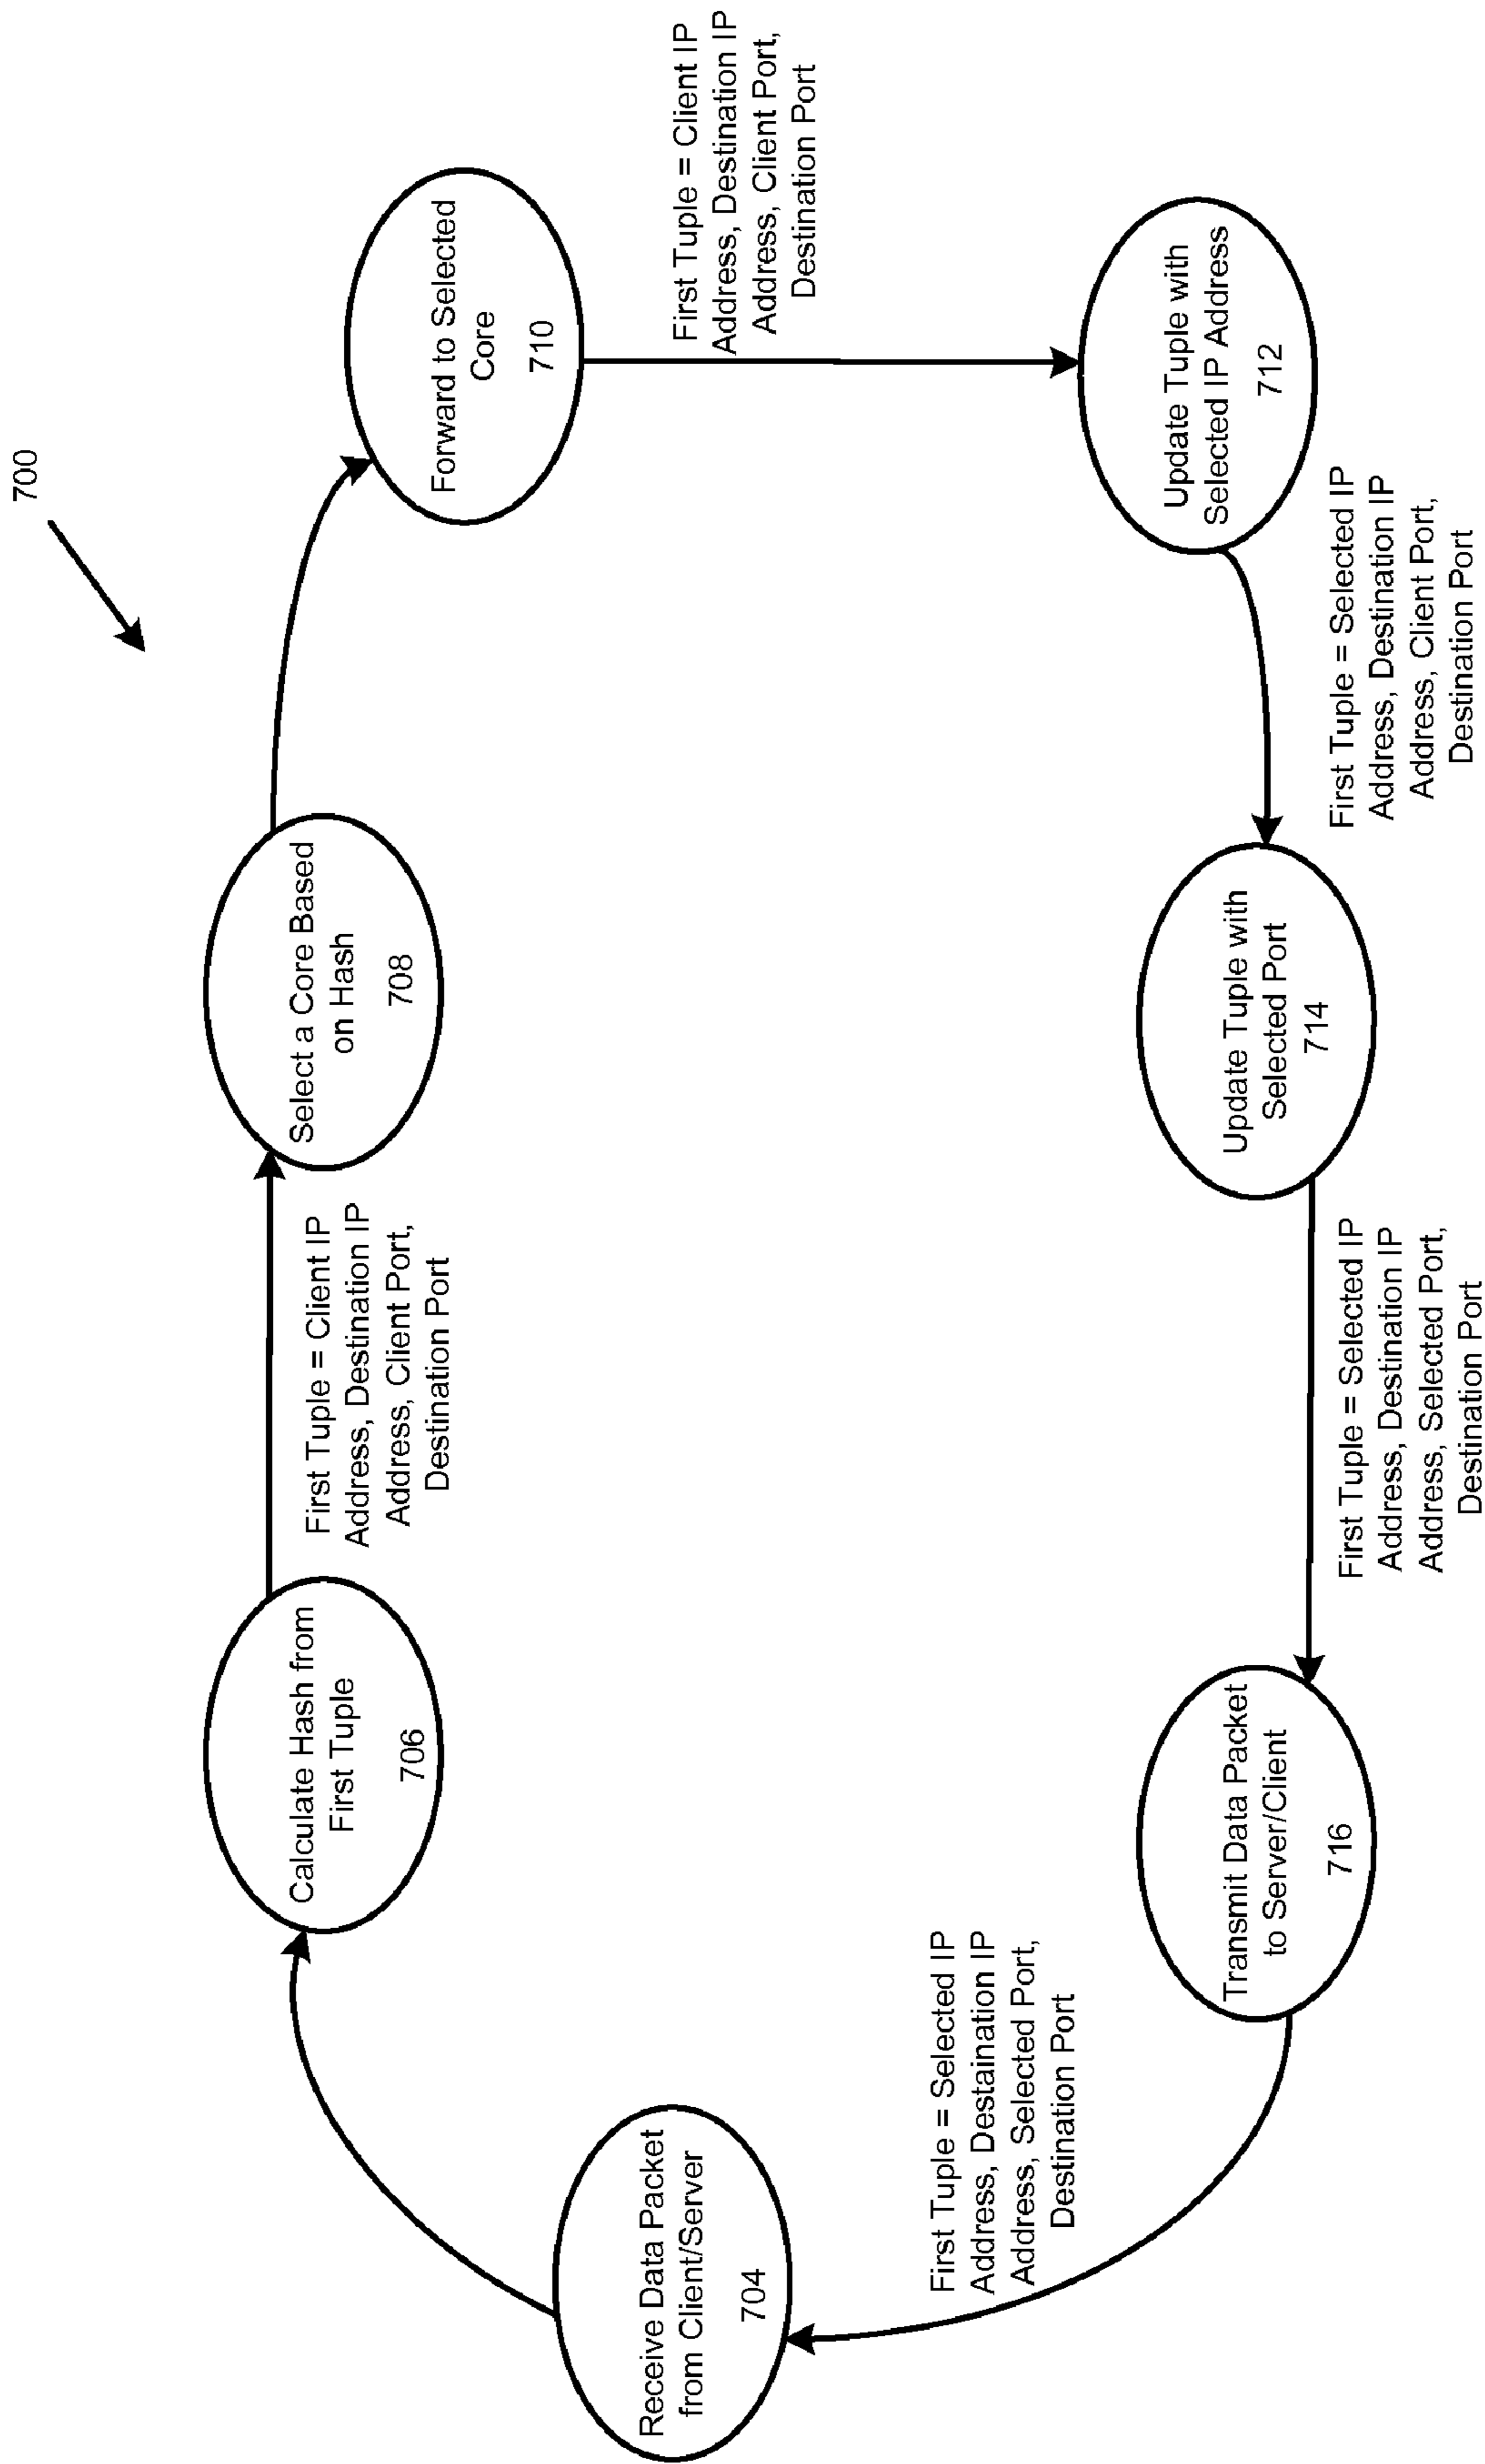 700
Receive Data Packet
from Client/Server
704
Calculate Hash from
First Tuple
706
First Tuple = Client IP
Address, Destination IP
Address, Client Port,
Destination Port
Select a Core Based
on Hash
708
Forward to Selected
Core
710
First Tuple = Client IP
Address, Destination IP
Address, Client Port,
Destination Port
Update Tuple with
Selected IP Address
712
First Tuple = Selected IP
Address, Destination IP
Address, Client Port,
Destination Port
Update Tuple with
Selected Port
714
First Tuple = Selected IP
Address, Destination IP
Address, Selected Port,
Destination Port
Transmit Data Packet
to Server/Client
716
First Tuple = Selected IP
Address, Destaination IP
Address, Selected Port,
Destination Port